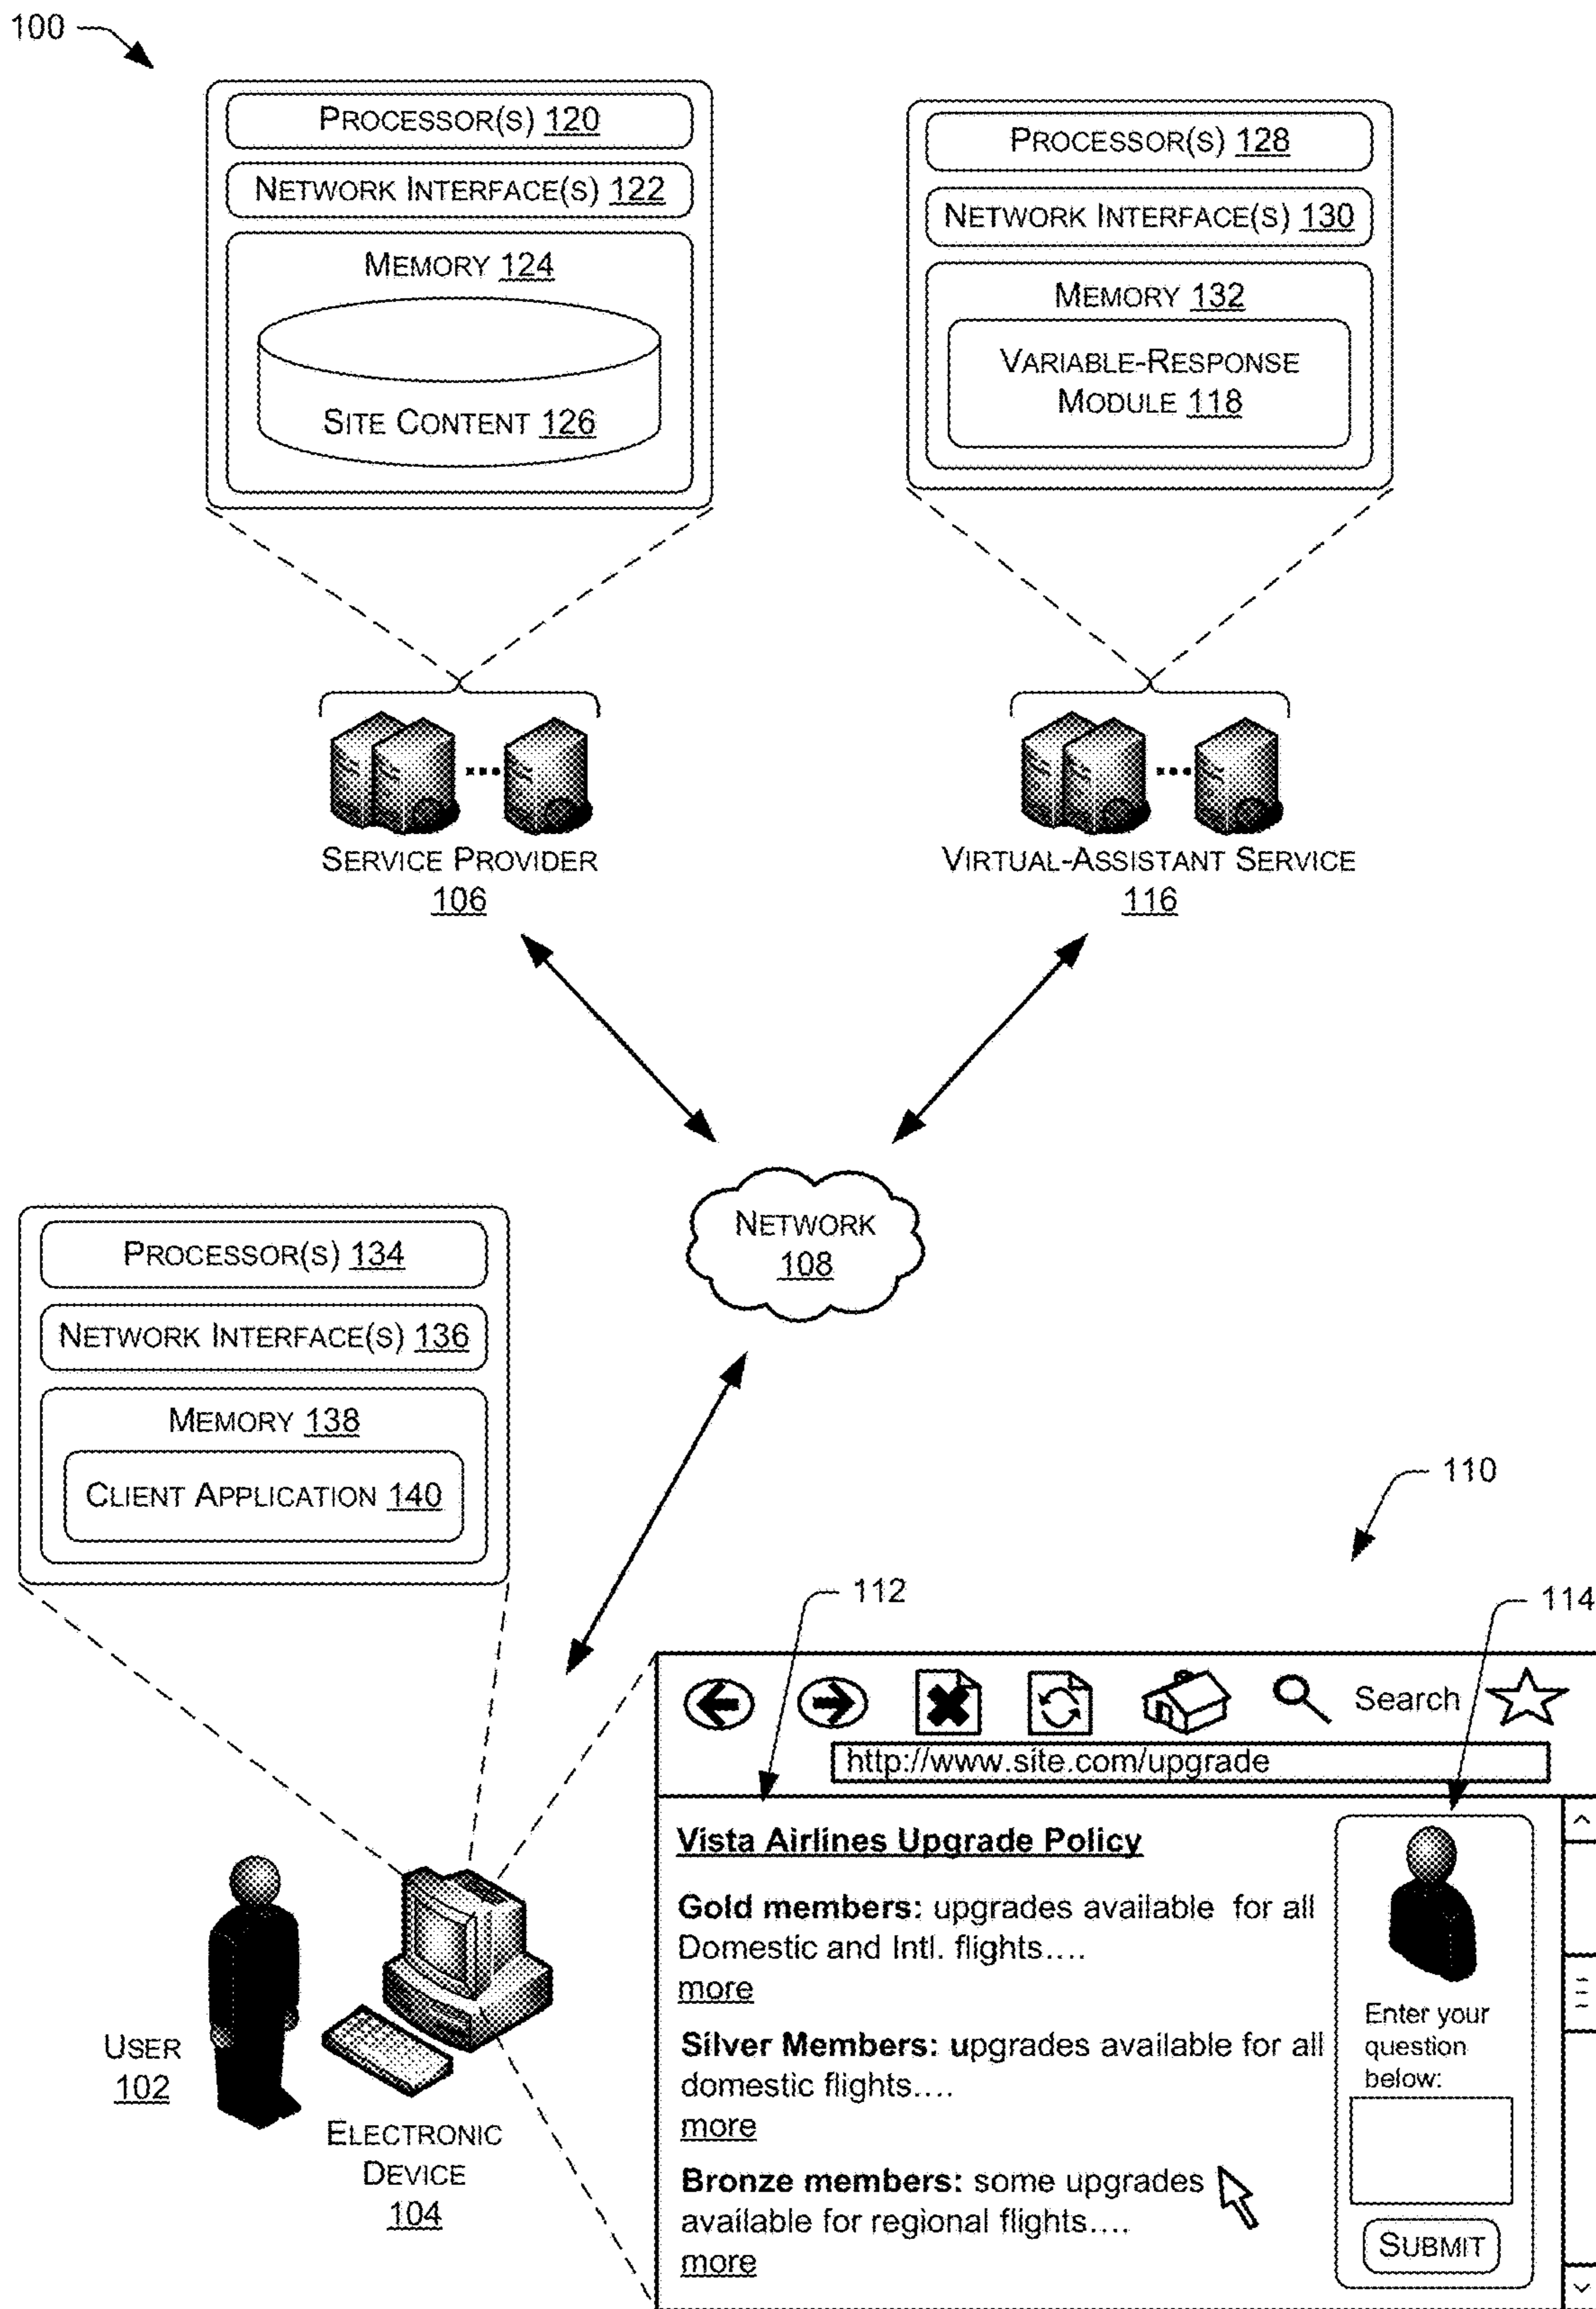 100
PROCESSOR(S) 120
NETWORK INTERFACE(S) 122
MEMORY 124
SITE CONTENT 126
PROCESSOR(S) 128
NETWORK INTERFACE(S) 130
MEMORY 132
VARIABLE-RESPONSE
MODULE 118
SERVICE PROVIDER
106
VIRTUAL-ASSISTANT SERVICE
116
NETWORK
108
PROCESSOR(S) 134
NETWORK INTERFACE(S) 136
MEMORY 138
CLIENT APPLICATION 140
110
112
114
Search
http://www.site.com/upgrade
Vista Airlines Upgrade Policy
Gold members: upgrades available for all
Domestic and Intl. flights....
more
Silver Members: upgrades available for all
domestic flights....
more
Bronze members: some upgrades
available for regional flights....
more
Enter your
question
below:
SUBMIT
USER
102
ELECTRONIC
DEVICE
104